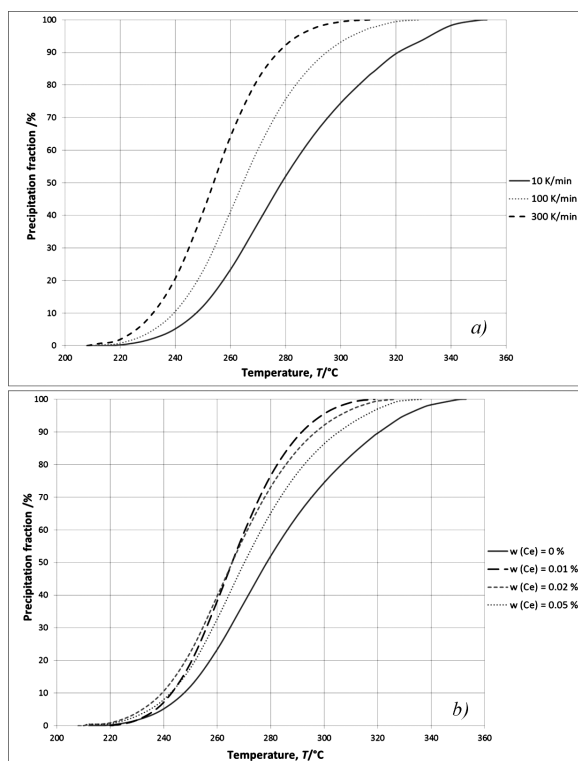 100
90
80
70
60
50
40
30
20
10
0
Precipitation fraction /%
200 220 240 260 280 300 320 340 360
Temperature, T/°C
10 K/min
100 K/min
300 K/min
a)
100
90
80
70
60
50
40
30
20
10
0
Precipitation fraction /%
200 220 240 260 280 300 320 340 360
Temperature, T/°C
w (Ce) = 0 %
w (Ce) = 0.01 %
w (Ce) = 0.02 %
w (Ce) = 0.05 %
b)